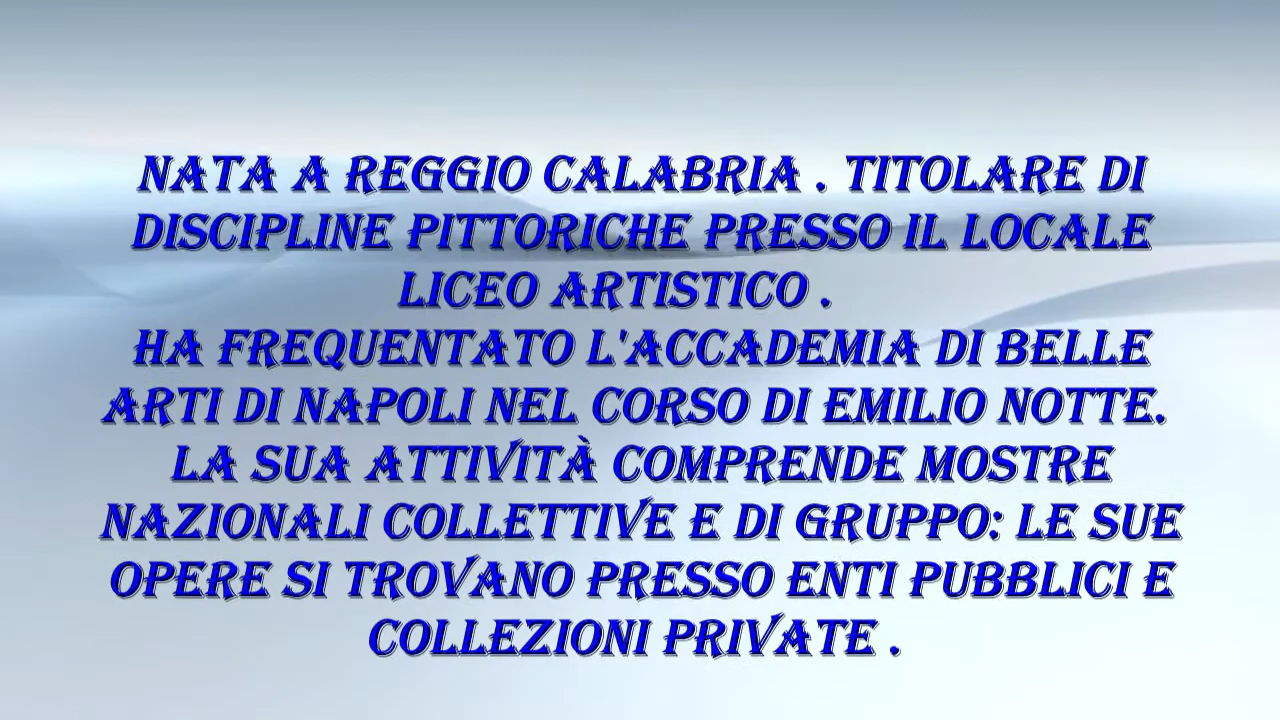 NATA A REGGIO CALABRIA . TITOLARE DI
DISCIPLINE PITTORICHE PRESSO IL LOCALE
LICEO ARTISTICO .
HA FREQUENTATO L'ACCADEMIA DI BELLE
ARTI DI NAPOLI NEL CORSO DI EMILIO NOTTE.
LA SUA ATTIVITÀ COMPRENDE MOSTRE
NAZIONALI COLLETTIVE E DI GRUPPO: LE SUE
OPERE SI TROVANO PRESSO ENTI PUBBLICI E
COLLEZIONI PRIVATE .